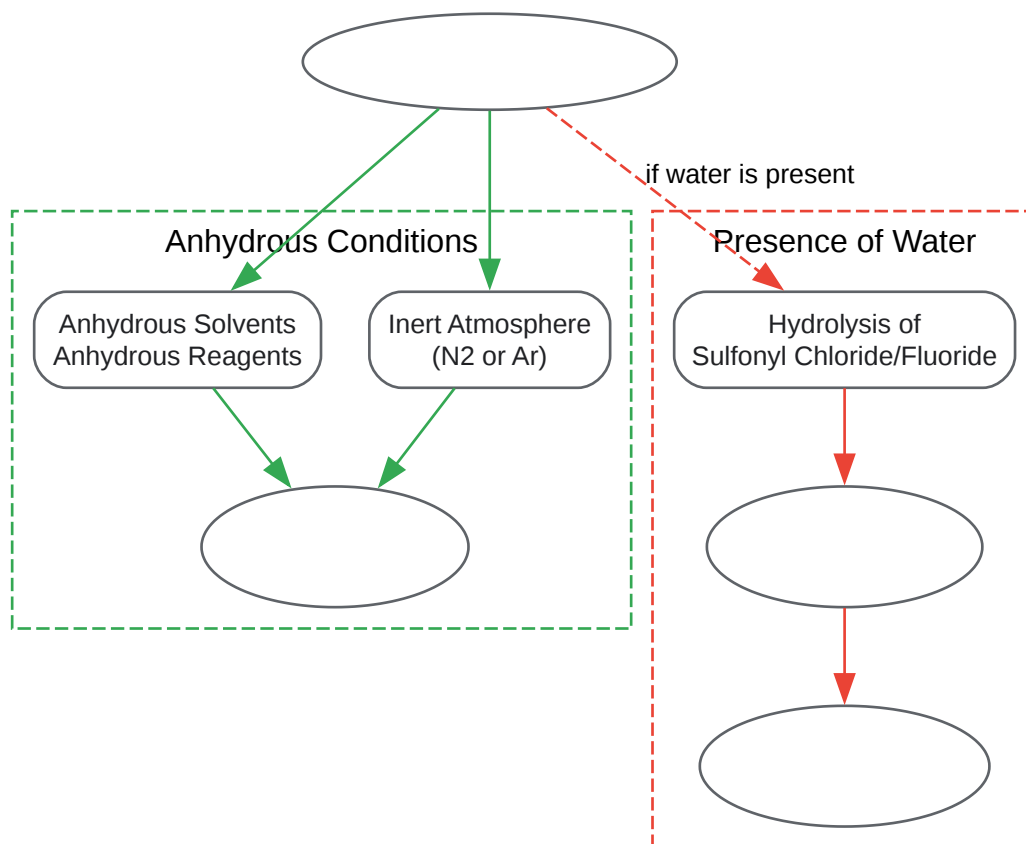 if water is present
Anhydrous Conditions
Presence of Water
Anhydrous Solvents
Anhydrous Reagents
Inert Atmosphere
(N2 or Ar)
Hydrolysis of
Sulfonyl Chloride/Fluoride